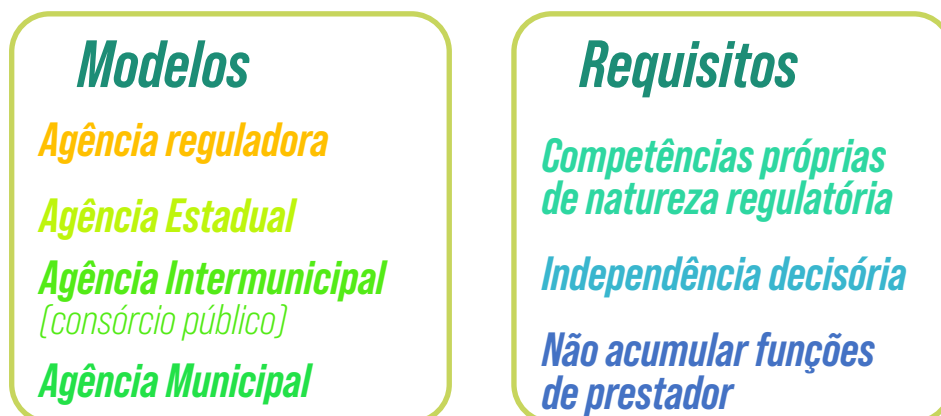 Modelos
Agência reguladora
Agência Estadual
Agência Intermunicipal
(consórcio público)
Agência Municipal
Requisitos
Competências próprias
de natureza regulatória
Independência decisória
Não acumular funções
de prestador